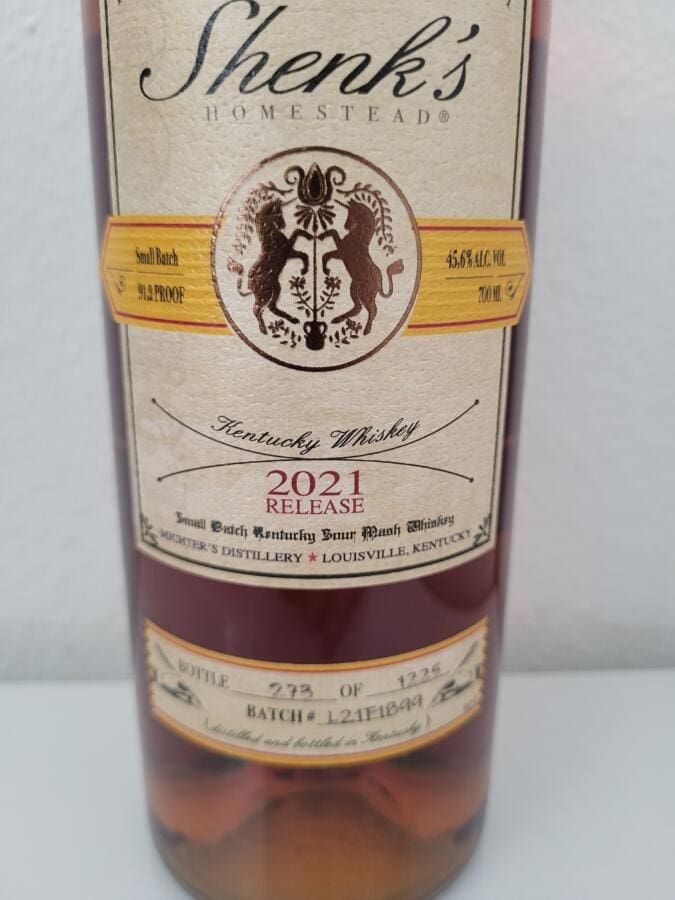 Shenk's
HOMESTEAD®
Small Batch
91.2 PROOF
45,6% ALC. VOL
700 ML
Kentucky Whiskey
2021
RELEASE
Small Batch Kentucky Sour Mash Whiskey
MICHTER'S DISTILLERY ★ LOUISVILLE, KENTUCKY
BOTTLE 273 OF 1225
BATCH # L21F1899
distilled and bottled in Kentucky